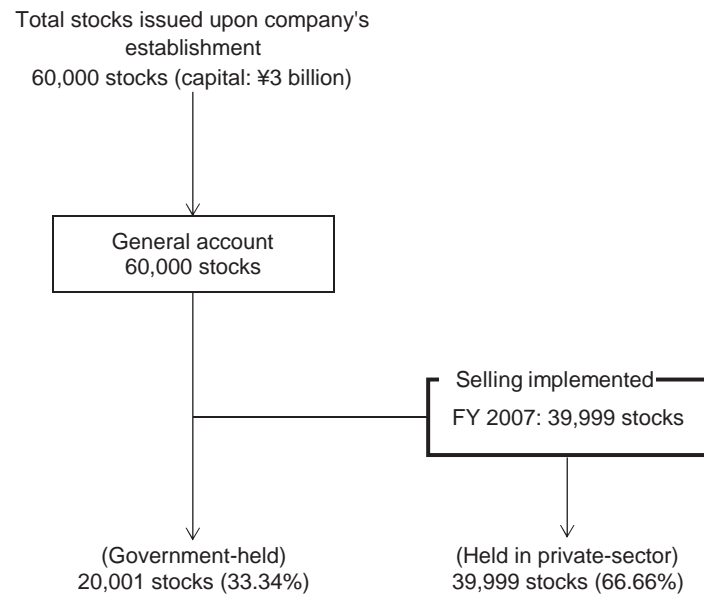 Total stocks issued upon company's
establishment
60,000 stocks (capital: ¥3 billion)
General account
60,000 stocks
Selling implemented
FY 2007: 39,999 stocks
(Government-held)
20,001 stocks (33.34%)
(Held in private-sector)
39,999 stocks (66.66%)